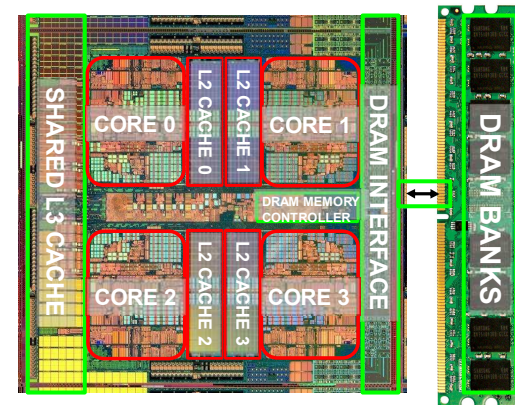 SHARED L3 CACHE
CORE 0
L2 CACHE 0
L2 CACHE 1
CORE 1
DRAM MEMORY
CONTROLLER
CORE 2
L2 CACHE 2
L2 CACHE 3
CORE 3
DRAM INTERFACE
DRAM BANKS